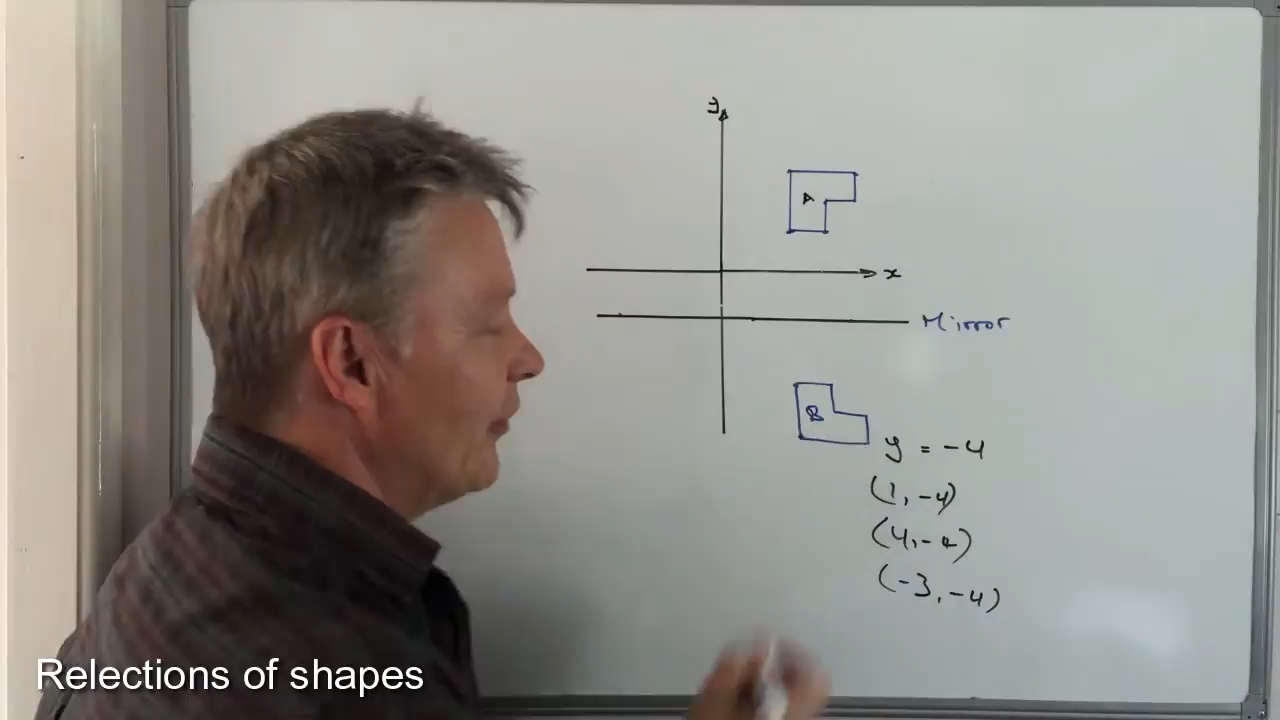 y
A
x
Mirror
B
y = -4
(1, -4)
(4, -4)
(-3, -4)
Relections of shapes